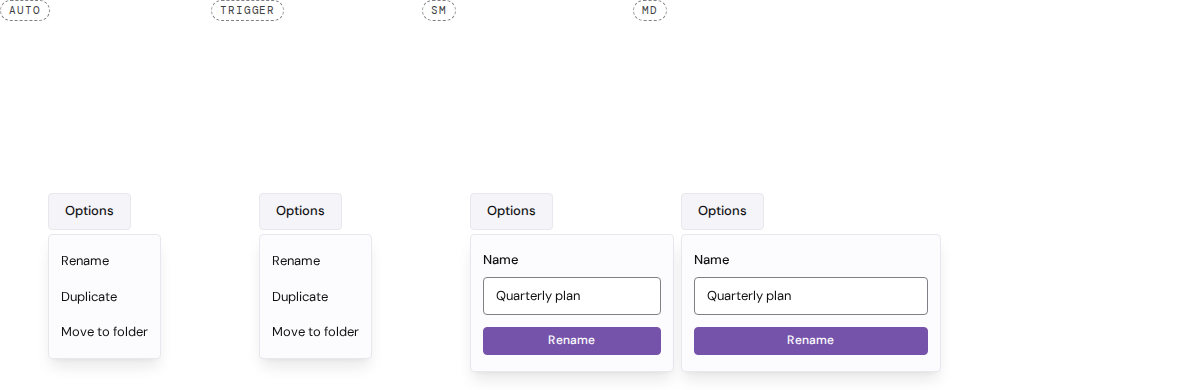 AUTO
TRIGGER
SM
MD
Options
Rename
Duplicate
Move to folder
Options
Rename
Duplicate
Move to folder
Options
Name
Quarterly plan
Rename
Options
Name
Quarterly plan
Rename